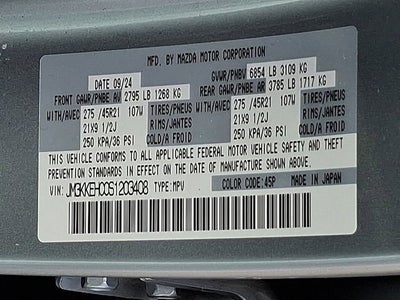 MFD. BY MAZDA MOTOR CORPORATION
DATE 09/24 GVWR/PNBV 6854 LB 3109 KG
FRONT GAWR/PNBE AV 2795 LB 1268 KG REAR GAWR/PNBE AR 3785 LB 1717 KG
WITH/AVEC 275 /45R21 107W TIRES/PNEUS WITH/AVEC 275 /45R21 107W TIRES/PNEUS
21X9 1/2J RIMS/JANTES 21X9 1/2J RIMS/JANTES
250 KPA/36 PSI COLD/A FROID 250 KPA/36 PSI COLD/A FROID
THIS VEHICLE CONFORMS TO ALL APPLICABLE FEDERAL MOTOR VEHICLE SAFETY AND THEFT
PREVENTION STANDARDS IN EFFECT ON THE DATE OF MANUFACTURE SHOWN ABOVE.
JM3KKEHC0S1203408 TYPE:MPV COLOR CODE:45P MADE IN JAPAN